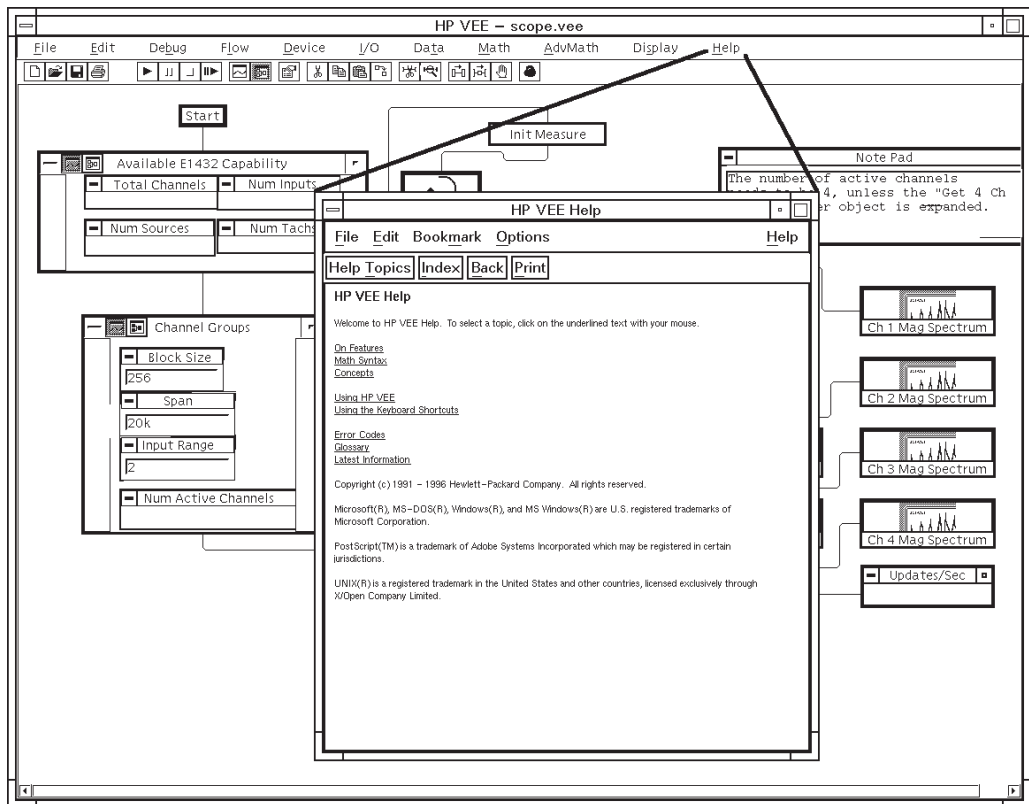 HP VEE – scope.vee
File Edit Debug Flow Device I/O Data Math AdvMath Display Help
Start
Init Measure
Available E1432 Capability
Total Channels
Num Inputs
Num Sources
Num Tachs
Note Pad
The number of active channels
4, unless the "Get 4 Ch
er object is expanded.
Channel Groups
Block Size
256
Span
20k
Input Range
2
Num Active Channels
HP VEE Help
File Edit Bookmark Options Help
Help Topics Index Back Print
HP VEE Help
Welcome to HP VEE Help. To select a topic, click on the underlined text with your mouse.
On Features
Math Syntax
Concepts
Using HP VEE
Using the Keyboard Shortcuts
Error Codes
Glossary
Latest Information
Copyright (c) 1991 – 1996 Hewlett–Packard Company. All rights reserved.
Microsoft(R), MS–DOS(R), Windows(R), and MS Windows(R) are U.S. registered trademarks of
Microsoft Corporation.
PostScript(TM) is a trademark of Adobe Systems Incorporated which may be registered in certain
jurisdictions.
UNIX(R) is a registered trademark in the United States and other countries, licensed exclusively through
X/Open Company Limited.
Ch 1 Mag Spectrum
Ch 2 Mag Spectrum
Ch 3 Mag Spectrum
Ch 4 Mag Spectrum
Updates/Sec